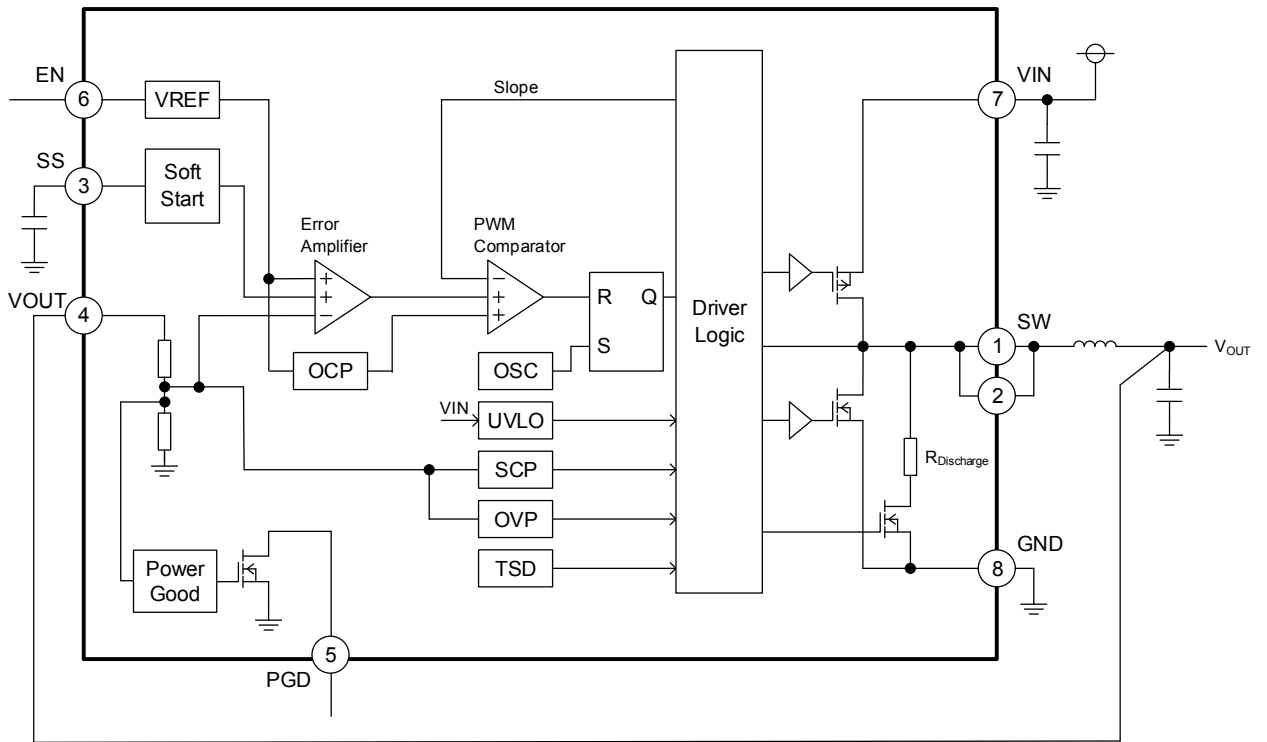 EN
6
VREF
Slope
7
VIN
SS
3
Soft
Start
Error
Amplifier
PWM
Comparator
VOUT
4
+
+
−
−
+
+
R
Q
S
Driver
Logic
SW
1
2
VOUT
OCP
OSC
VIN
UVLO
SCP
OVP
TSD
RDischarge
GND
8
Power
Good
5
PGD